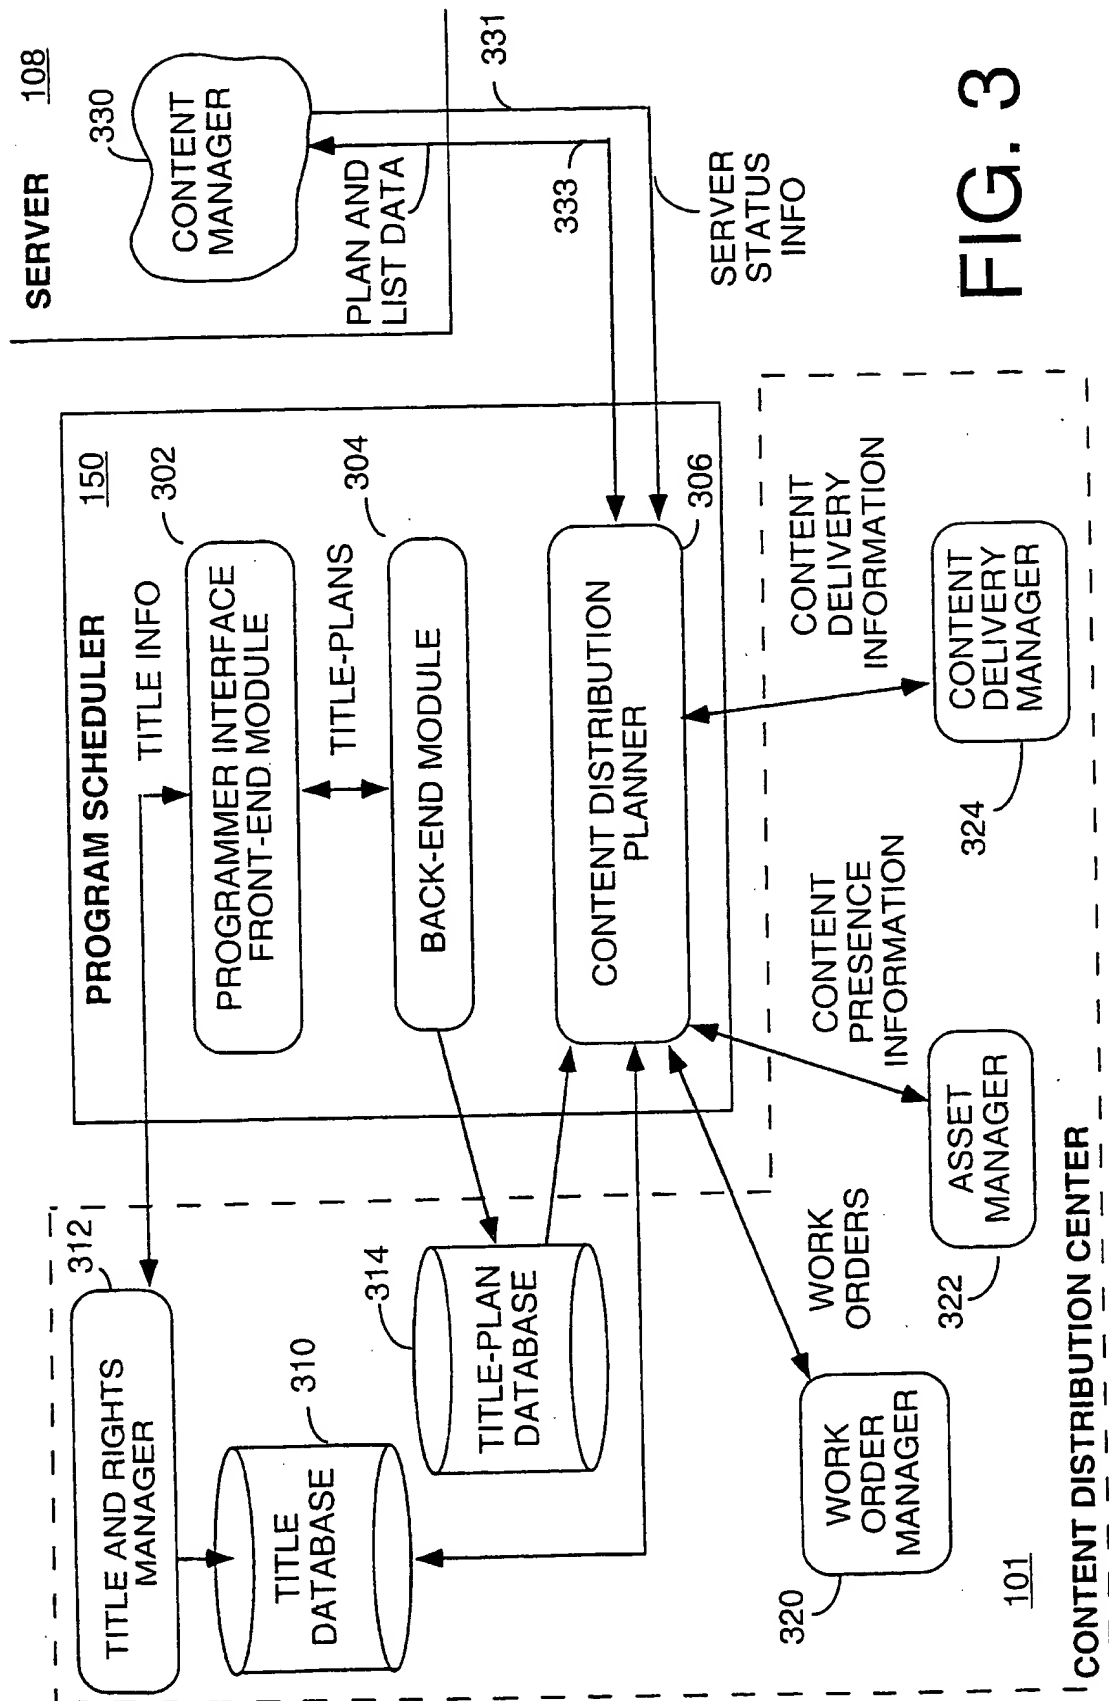 SERVER
108
330
CONTENT
MANAGER
PLAN AND
LIST DATA
331
333
SERVER
STATUS
INFO
PROGRAM SCHEDULER
150
TITLE INFO
302
PROGRAMMER INTERFACE
FRONT-END MODULE
TITLE-PLANS
304
BACK-END MODULE
CONTENT DISTRIBUTION
PLANNER
306
312
TITLE AND RIGHTS
MANAGER
310
TITLE
DATABASE
314
TITLE-PLAN
DATABASE
CONTENT
DELIVERY
INFORMATION
CONTENT
PRESENCE
INFORMATION
WORK
ORDERS
CONTENT
DELIVERY
MANAGER
324
ASSET
MANAGER
322
WORK
ORDER
MANAGER
320
101
CONTENT DISTRIBUTION CENTER
FIG. 3